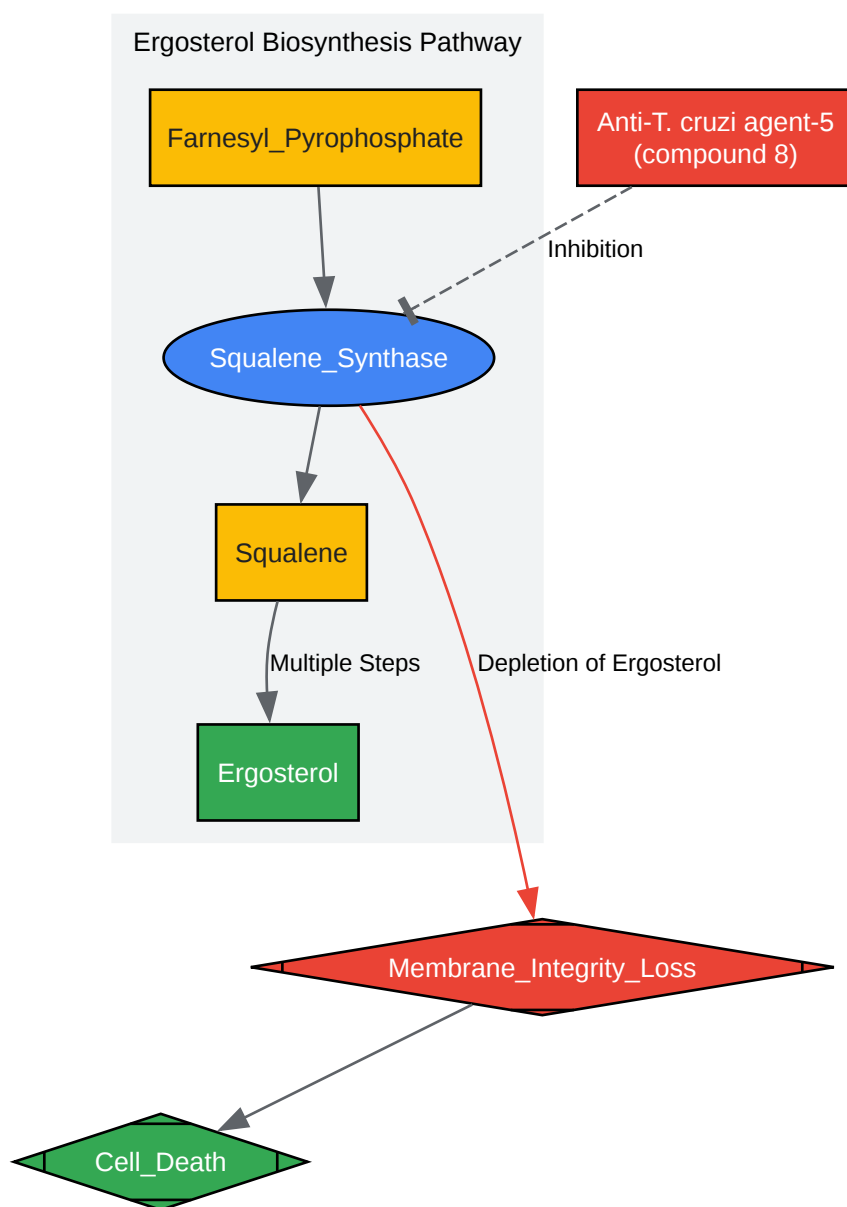 Ergosterol Biosynthesis Pathway
Farnesyl_Pyrophosphate
Anti-T. cruzi agent-5
(compound 8)
Inhibition
Squalene_Synthase
Squalene
Multiple Steps
Depletion of Ergosterol
Ergosterol
Membrane_Integrity_Loss
Cell_Death